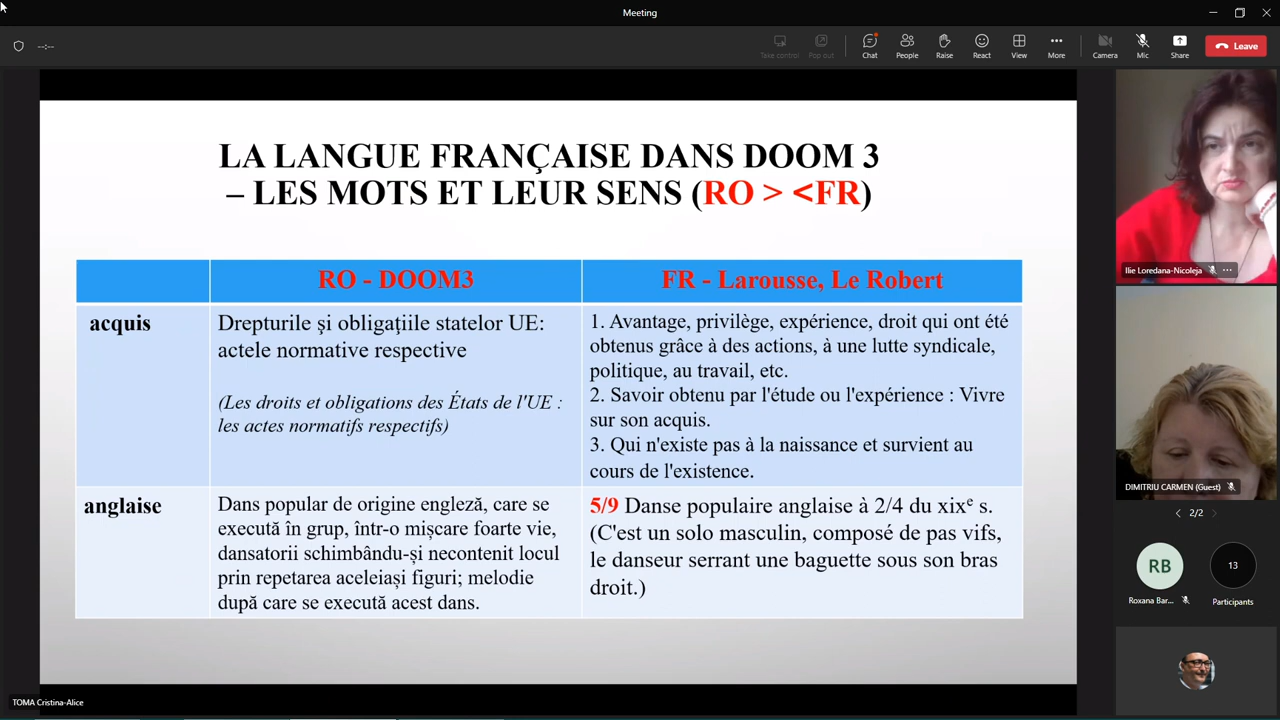 Meeting
--:--
Take control
Pop out
Chat
People
Raise
React
View
More
Camera
Mic
Share
Leave
LA LANGUE FRANÇAISE DANS DOOM 3
– LES MOTS ET LEUR SENS (RO > <FR)
RO - DOOM3
FR - Larousse, Le Robert
acquis
Drepturile și obligațiile statelor UE:
actele normative respective
(Les droits et obligations des États de l'UE :
les actes normatifs respectifs)
1. Avantage, privilège, expérience, droit qui ont été
obtenus grâce à des actions, à une lutte syndicale,
politique, au travail, etc.
2. Savoir obtenu par l'étude ou l'expérience : Vivre
sur son acquis.
3. Qui n'existe pas à la naissance et survient au
cours de l'existence.
anglaise
Dans popular de origine engleză, care se
execută în grup, într-o mișcare foarte vie,
dansatorii schimbându-și necontenit locul
prin repetarea aceleiași figuri; melodie
după care se execută acest dans.
5/9 Danse populaire anglaise à 2/4 du xixᵉ s.
(C'est un solo masculin, composé de pas vifs,
le danseur serrant une baguette sous son bras
droit.)
Ilie Loredana-Nicoleja
DIMITRIU CARMEN (Guest)
2/2
RB
13
Roxana Bar...
Participants
TOMA Cristina-Alice